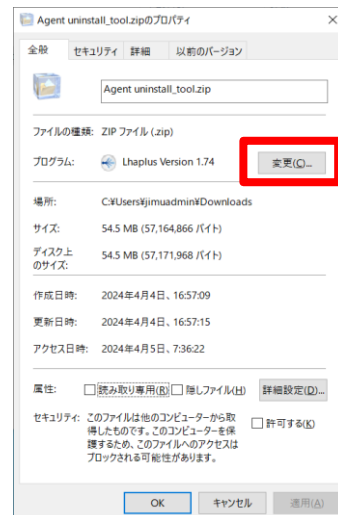 Agent uninstall_tool.zipのプロパティ
全般 セキュリティ 詳細 以前のバージョン
Agent uninstall_tool.zip
ファイルの種類: ZIP ファイル (.zip)
プログラム: Lhaplus Version 1.74 変更(C)...
場所: C:¥Users¥jimuadmin¥Downloads
サイズ: 54.5 MB (57,164,866 バイト)
ディスク上
のサイズ: 54.5 MB (57,171,968 バイト)
作成日時: 2024年4月4日、16:57:09
更新日時: 2024年4月4日、16:57:15
アクセス日時: 2024年4月5日、7:36:22
属性: 読み取り専用(R) 隠しファイル(H) 詳細設定(D)...
セキュリティ: このファイルは他のコンピューターから取
得したものです。このコンピューターを保
護するため、このファイルへのアクセスは
ブロックされる可能性があります。
許可する(K)
OK キャンセル 適用(A)